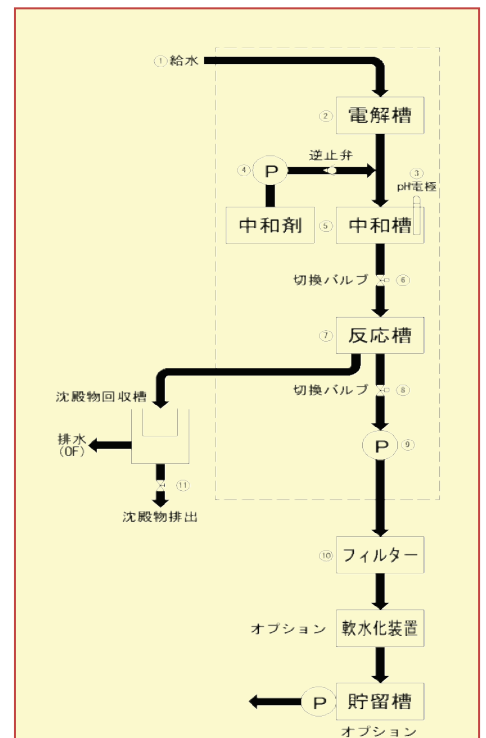 ① 給水
② 電解槽
逆止弁
④ P
③
pH電極
中和剤
⑤ 中和槽
切換バルブ ⑥
⑦ 反応槽
切換バルブ ⑧
沈殿物回収槽
排水
(OF)
P ⑨
⑪
沈殿物排出
⑩ フィルター
オプション 軟水化装置
P 貯留槽
オプション